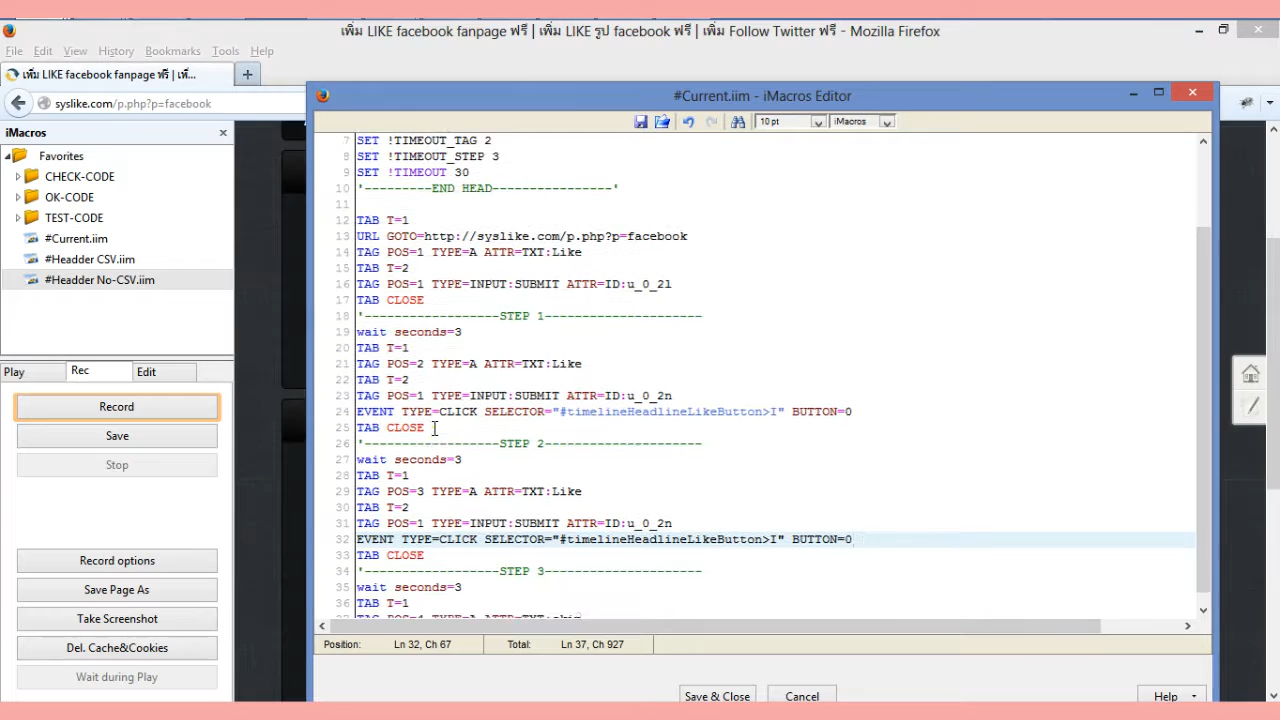 เพิ่ม LIKE facebook fanpage ฟรี | เพิ่ม LIKE รูป facebook ฟรี | เพิ่ม Follow Twitter ฟรี - Mozilla Firefox
File Edit View History Bookmarks Tools Help
เพิ่ม LIKE facebook fanpage ฟรี | เพิ่...
syslike.com/p.php?p=facebook
iMacros
Favorites
CHECK-CODE
OK-CODE
TEST-CODE
#Current.iim
#Headder CSV.iim
#Headder No-CSV.iim
Play Rec Edit
Record
Save
Stop
Record options
Save Page As
Take Screenshot
Del. Cache&Cookies
Wait during Play
#Current.iim - iMacros Editor
10 pt iMacros
7 SET !TIMEOUT_TAG 2
8 SET !TIMEOUT_STEP 3
9 SET !TIMEOUT 30
10 '---------END HEAD----------------'
11
12 TAB T=1
13 URL GOTO=http://syslike.com/p.php?p=facebook
14 TAG POS=1 TYPE=A ATTR=TXT:Like
15 TAB T=2
16 TAG POS=1 TYPE=INPUT:SUBMIT ATTR=ID:u_0_2l
17 TAB CLOSE
18 '------------------STEP 1---------------------
19 wait seconds=3
20 TAB T=1
21 TAG POS=2 TYPE=A ATTR=TXT:Like
22 TAB T=2
23 TAG POS=1 TYPE=INPUT:SUBMIT ATTR=ID:u_0_2n
24 EVENT TYPE=CLICK SELECTOR="#timelineHeadlineLikeButton>I" BUTTON=0
25 TAB CLOSE
26 '------------------STEP 2---------------------
27 wait seconds=3
28 TAB T=1
29 TAG POS=3 TYPE=A ATTR=TXT:Like
30 TAB T=2
31 TAG POS=1 TYPE=INPUT:SUBMIT ATTR=ID:u_0_2n
32 EVENT TYPE=CLICK SELECTOR="#timelineHeadlineLikeButton>I" BUTTON=0
33 TAB CLOSE
34 '------------------STEP 3---------------------
35 wait seconds=3
36 TAB T=1
Position: Ln 32, Ch 67 Total: Ln 37, Ch 927
Save & Close Cancel Help